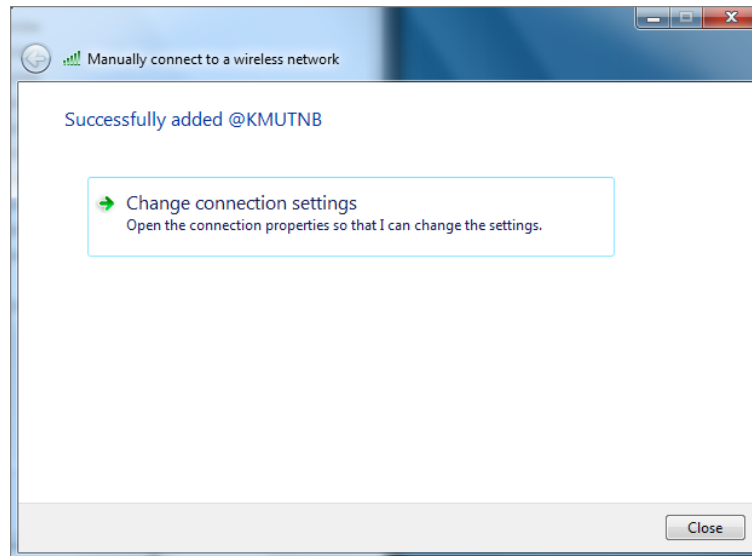 Manually connect to a wireless network
Successfully added @KMUTNB
Change connection settings
Open the connection properties so that I can change the settings.
Close